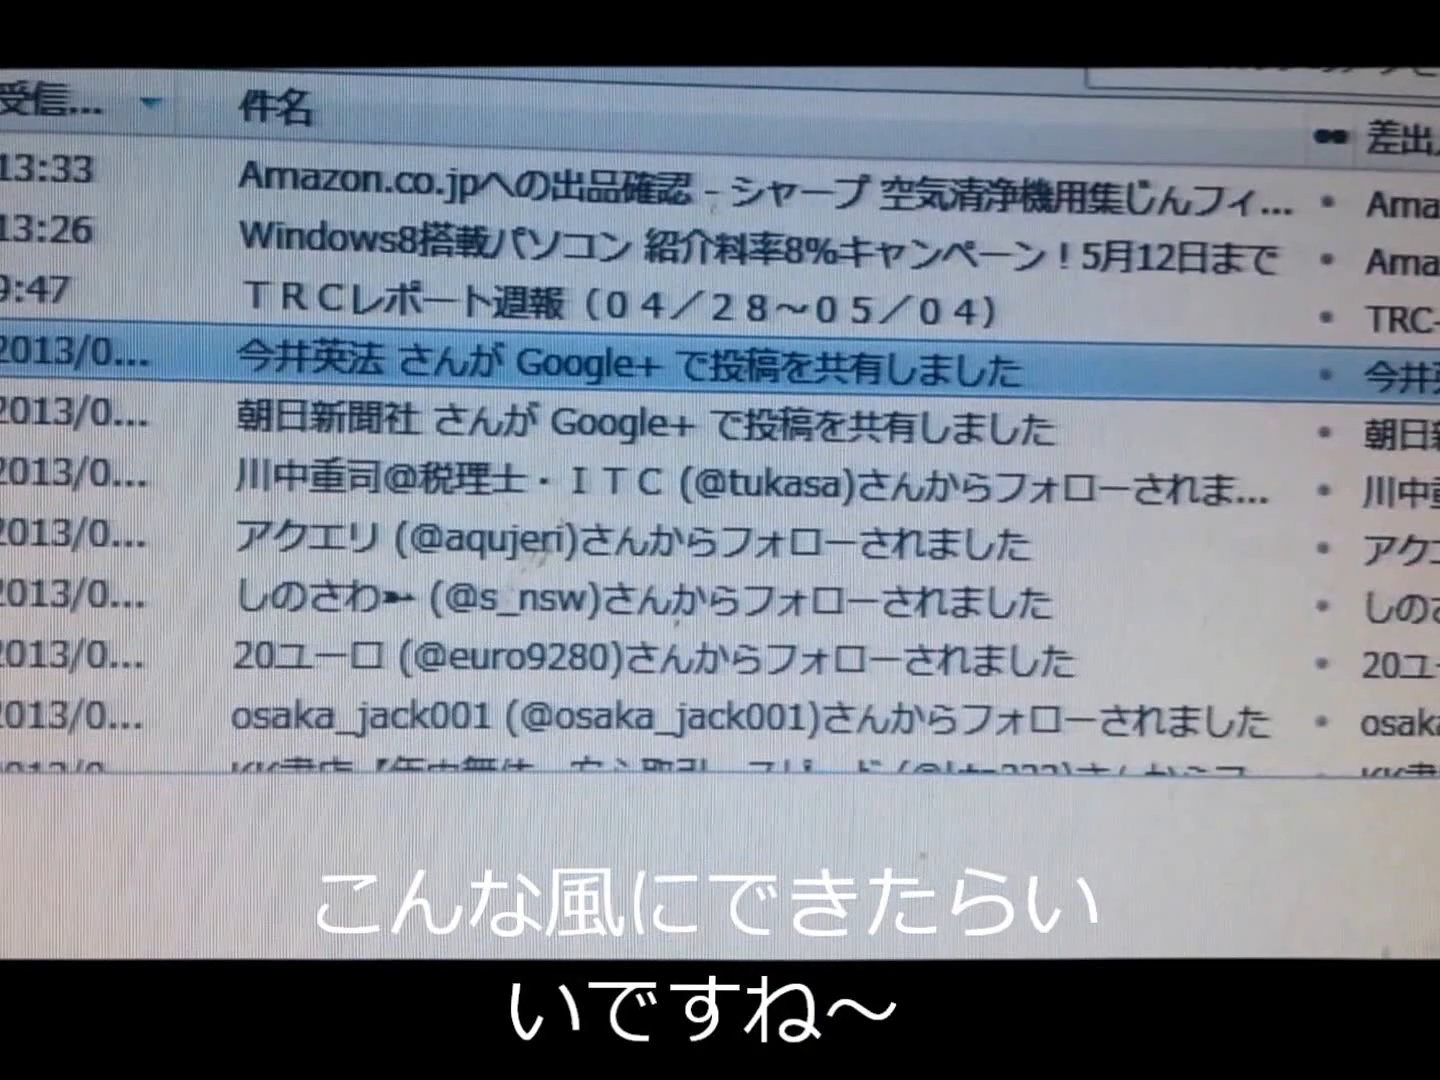 受信... 件名 差出
13:33 Amazon.co.jpへの出品確認 - シャープ 空気清浄機用集じんフィ... Ama
13:26 Windows8搭載パソコン 紹介料率8%キャンペーン！5月12日まで Ama
9:47 ＴＲＣレポート週報（０４／２８～０５／０４） TRC-
2013/0... 今井英法 さんが Google+ で投稿を共有しました 今井英
2013/0... 朝日新聞社 さんが Google+ で投稿を共有しました 朝日新
2013/0... 川中重司@税理士・ＩＴＣ (@tukasa)さんからフォローされま... 川中重
2013/0... アクエリ (@aqujeri)さんからフォローされました アクエ
2013/0... しのさわ➸ (@s_nsw)さんからフォローされました しのさ
2013/0... 20ユーロ (@euro9280)さんからフォローされました 20ユー
2013/0... osaka_jack001 (@osaka_jack001)さんからフォローされました osaka
こんな風にできたらい
いですね～